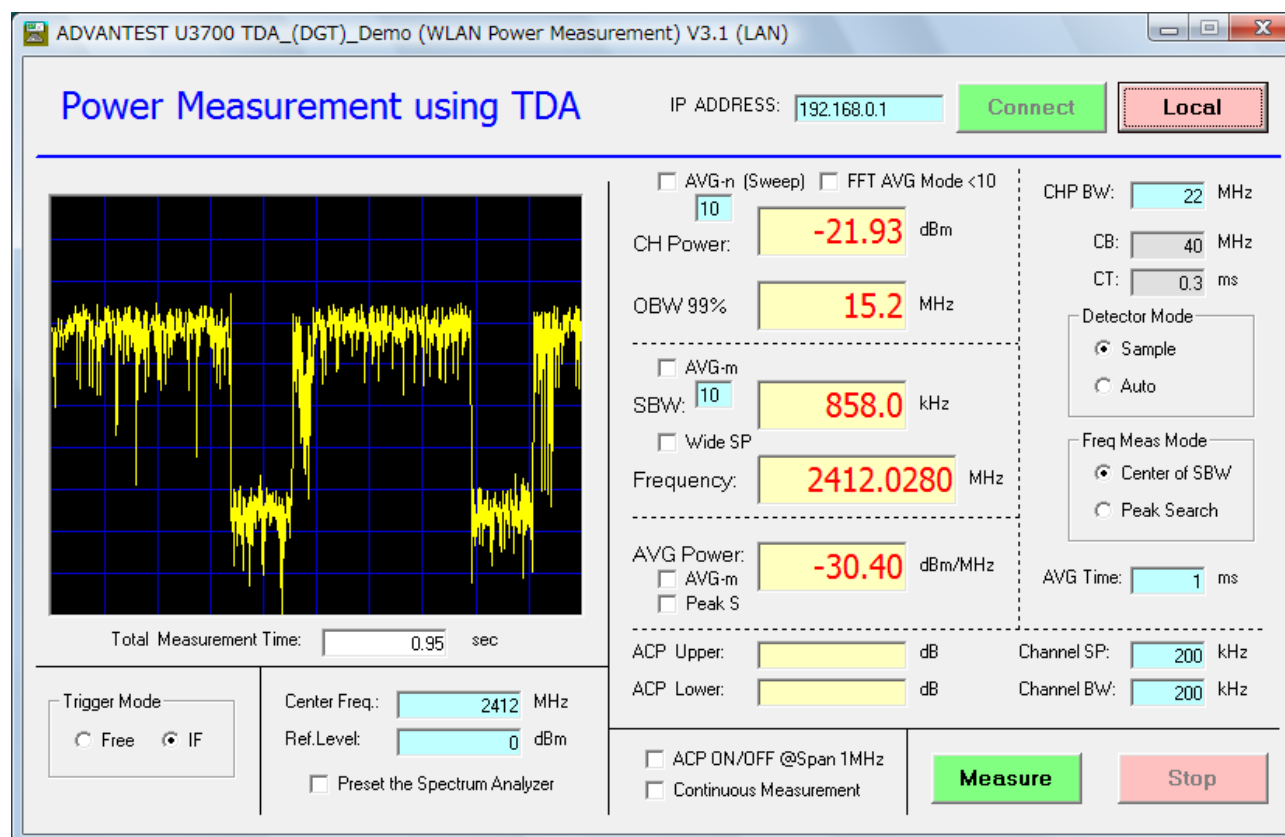 ADVANTEST U3700 TDA_(DGT)_Demo (WLAN Power Measurement) V3.1 (LAN)
Power Measurement using TDA
IP ADDRESS: 192.168.0.1
Connect
Local
AVG-n (Sweep)
FFT AVG Mode <10
10
CH Power: -21.93 dBm
OBW 99% 15.2 MHz
AVG-m
10
SBW: 858.0 kHz
Wide SP
Frequency: 2412.0280 MHz
AVG Power: -30.40 dBm/MHz
AVG-m
Peak S
CHP BW: 22 MHz
CB: 40 MHz
CT: 0.3 ms
Detector Mode
Sample
Auto
Freq Meas Mode
Center of SBW
Peak Search
AVG Time: 1 ms
Total Measurement Time: 0.95 sec
ACP Upper: dB
ACP Lower: dB
Channel SP: 200 kHz
Channel BW: 200 kHz
Trigger Mode
Free
IF
Center Freq.: 2412 MHz
Ref.Level: 0 dBm
Preset the Spectrum Analyzer
ACP ON/OFF @Span 1MHz
Continuous Measurement
Measure
Stop